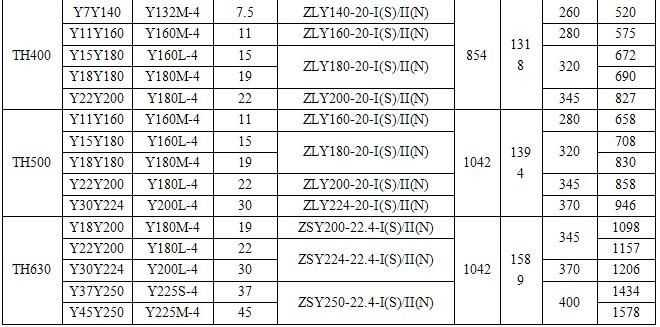 TH400 Y7Y140 Y132M-4 7.5 ZLY140-20-I(S)/II(N) 854 1318 260 520
Y11Y160 Y160M-4 11 ZLY160-20-I(S)/II(N) 280 575
Y15Y180 Y160L-4 15 ZLY180-20-I(S)/II(N) 320 672
Y18Y180 Y180M-4 19 690
Y22Y200 Y180L-4 22 ZLY200-20-I(S)/II(N) 345 827
TH500 Y11Y160 Y160M-4 11 ZLY160-20-I(S)/II(N) 1042 1394 280 658
Y15Y180 Y160L-4 15 ZLY180-20-I(S)/II(N) 320 708
Y18Y180 Y180M-4 19 830
Y22Y200 Y180L-4 22 ZLY200-20-I(S)/II(N) 345 858
Y30Y224 Y200L-4 30 ZLY224-20-I(S)/II(N) 370 946
TH630 Y18Y200 Y180M-4 19 ZSY200-22.4-I(S)/II(N) 1042 1589 345 1098
Y22Y200 Y180L-4 22 ZSY224-22.4-I(S)/II(N) 1157
Y30Y224 Y200L-4 30 370 1206
Y37Y250 Y225S-4 37 ZSY250-22.4-I(S)/II(N) 400 1434
Y45Y250 Y225M-4 45 1578